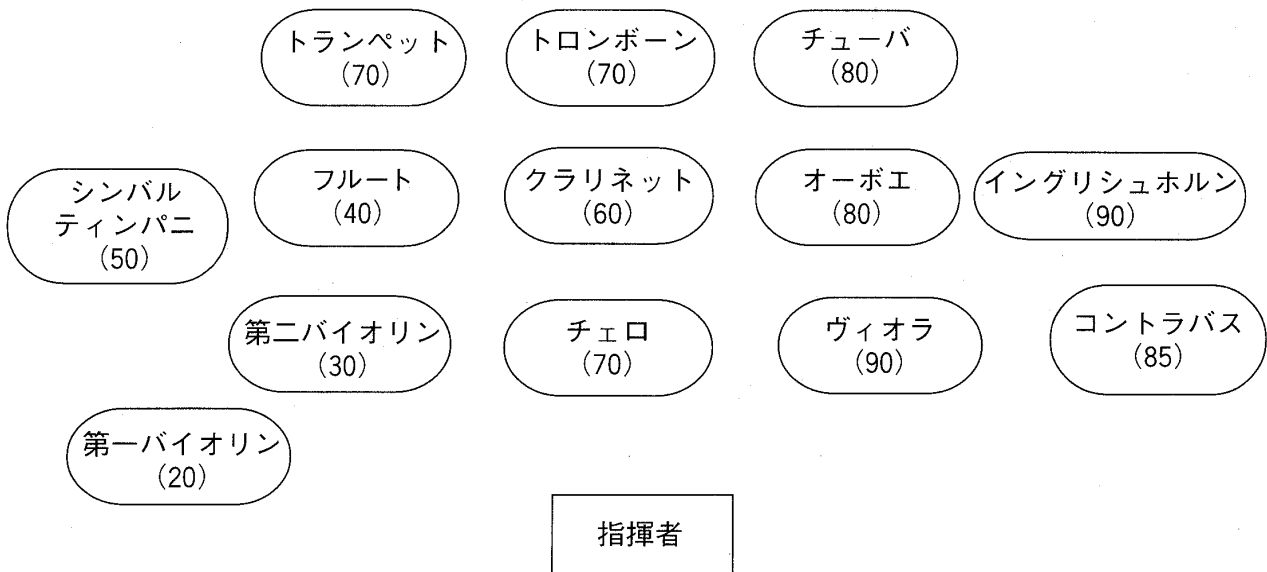 トランペット
(70)
トロンボーン
(70)
チューバ
(80)
シンバル
ティンパニ
(50)
フルート
(40)
クラリネット
(60)
オーボエ
(80)
イングリシュホルン
(90)
第二バイオリン
(30)
チェロ
(70)
ヴィオラ
(90)
コントラバス
(85)
第一バイオリン
(20)
指揮者